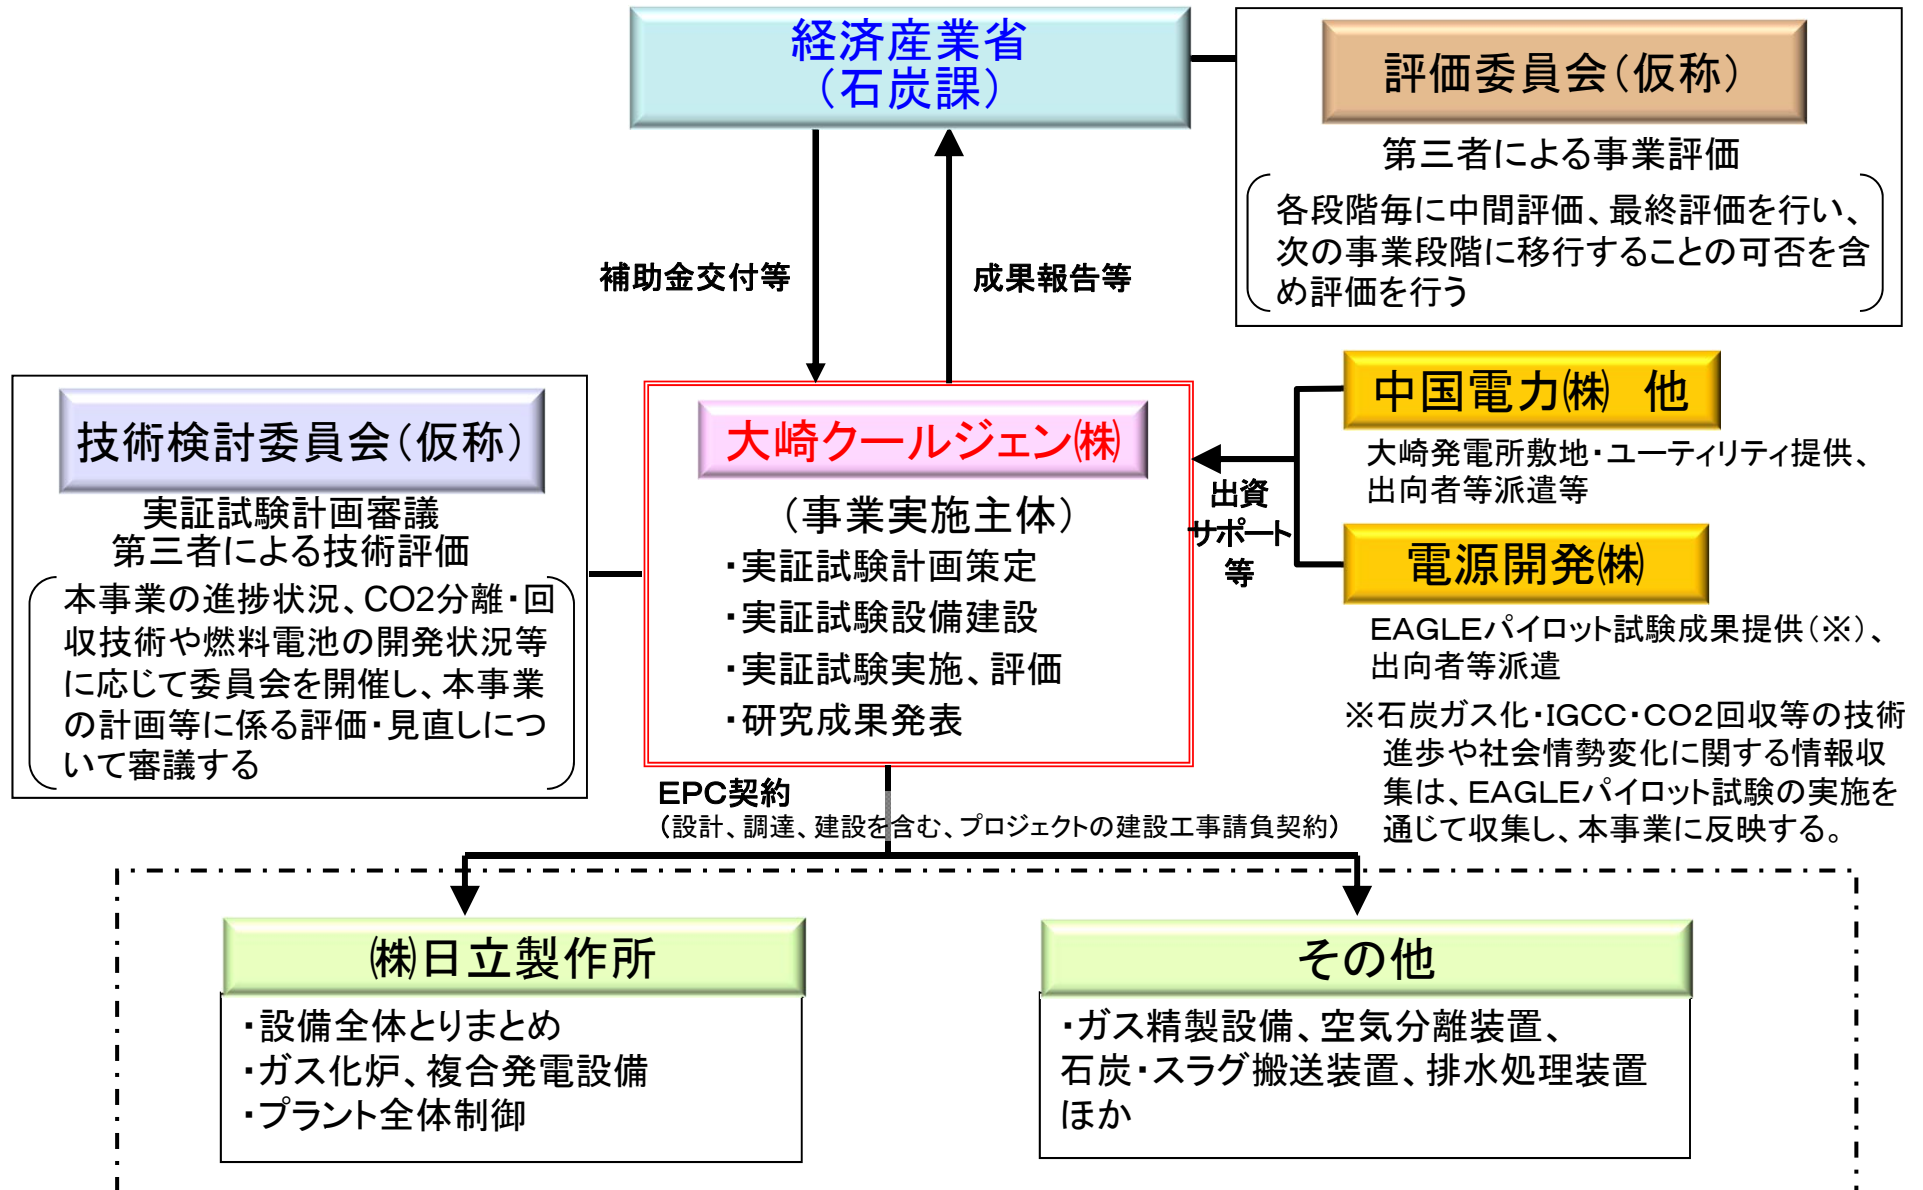 経済産業省
（石炭課）
評価委員会（仮称）
第三者による事業評価
各段階毎に中間評価、最終評価を行い、
次の事業段階に移行することの可否を含
め評価を行う
補助金交付等
成果報告等
技術検討委員会（仮称）
実証試験計画審議
第三者による技術評価
本事業の進捗状況、CO2分離・回
収技術や燃料電池の開発状況等
に応じて委員会を開催し、本事業
の計画等に係る評価・見直しにつ
いて審議する
大崎クールジェン㈱
（事業実施主体）
・実証試験計画策定
・実証試験設備建設
・実証試験実施、評価
・研究成果発表
出資
サポート
等
中国電力㈱　他
大崎発電所敷地・ユーティリティ提供、
出向者等派遣等
電源開発㈱
EAGLEパイロット試験成果提供（※）、
出向者等派遣
※石炭ガス化・IGCC・CO2回収等の技術
進歩や社会情勢変化に関する情報収
集は、EAGLEパイロット試験の実施を
通じて収集し、本事業に反映する。
EPC契約
（設計、調達、建設を含む、プロジェクトの建設工事請負契約）
㈱日立製作所
・設備全体とりまとめ
・ガス化炉、複合発電設備
・プラント全体制御
その他
・ガス精製設備、空気分離装置、
石炭・スラグ搬送装置、排水処理装置
ほか